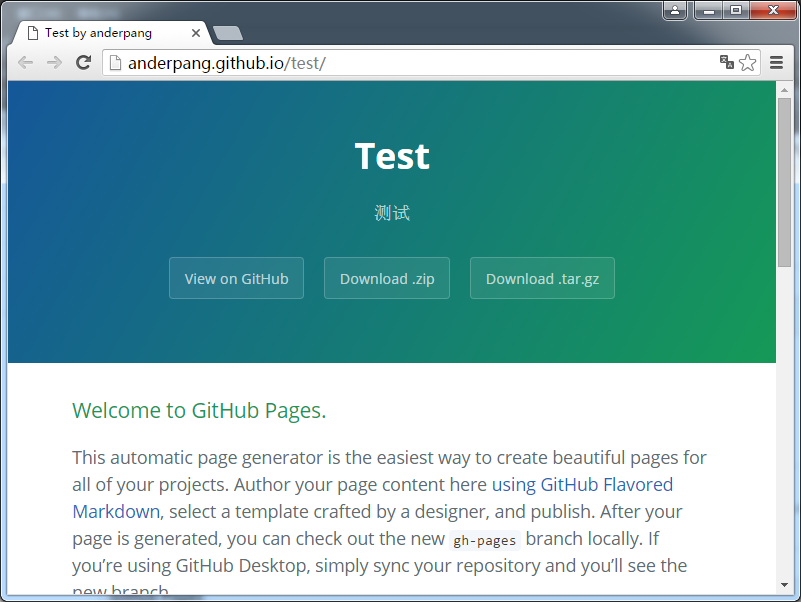 Test by anderpang
anderpang.github.io/test/
Test
测试
View on GitHub
Download .zip
Download .tar.gz
Welcome to GitHub Pages.
This automatic page generator is the easiest way to create beautiful pages for
all of your projects. Author your page content here using GitHub Flavored
Markdown, select a template crafted by a designer, and publish. After your
page is generated, you can check out the new gh-pages branch locally. If
you’re using GitHub Desktop, simply sync your repository and you’ll see the
new branch.